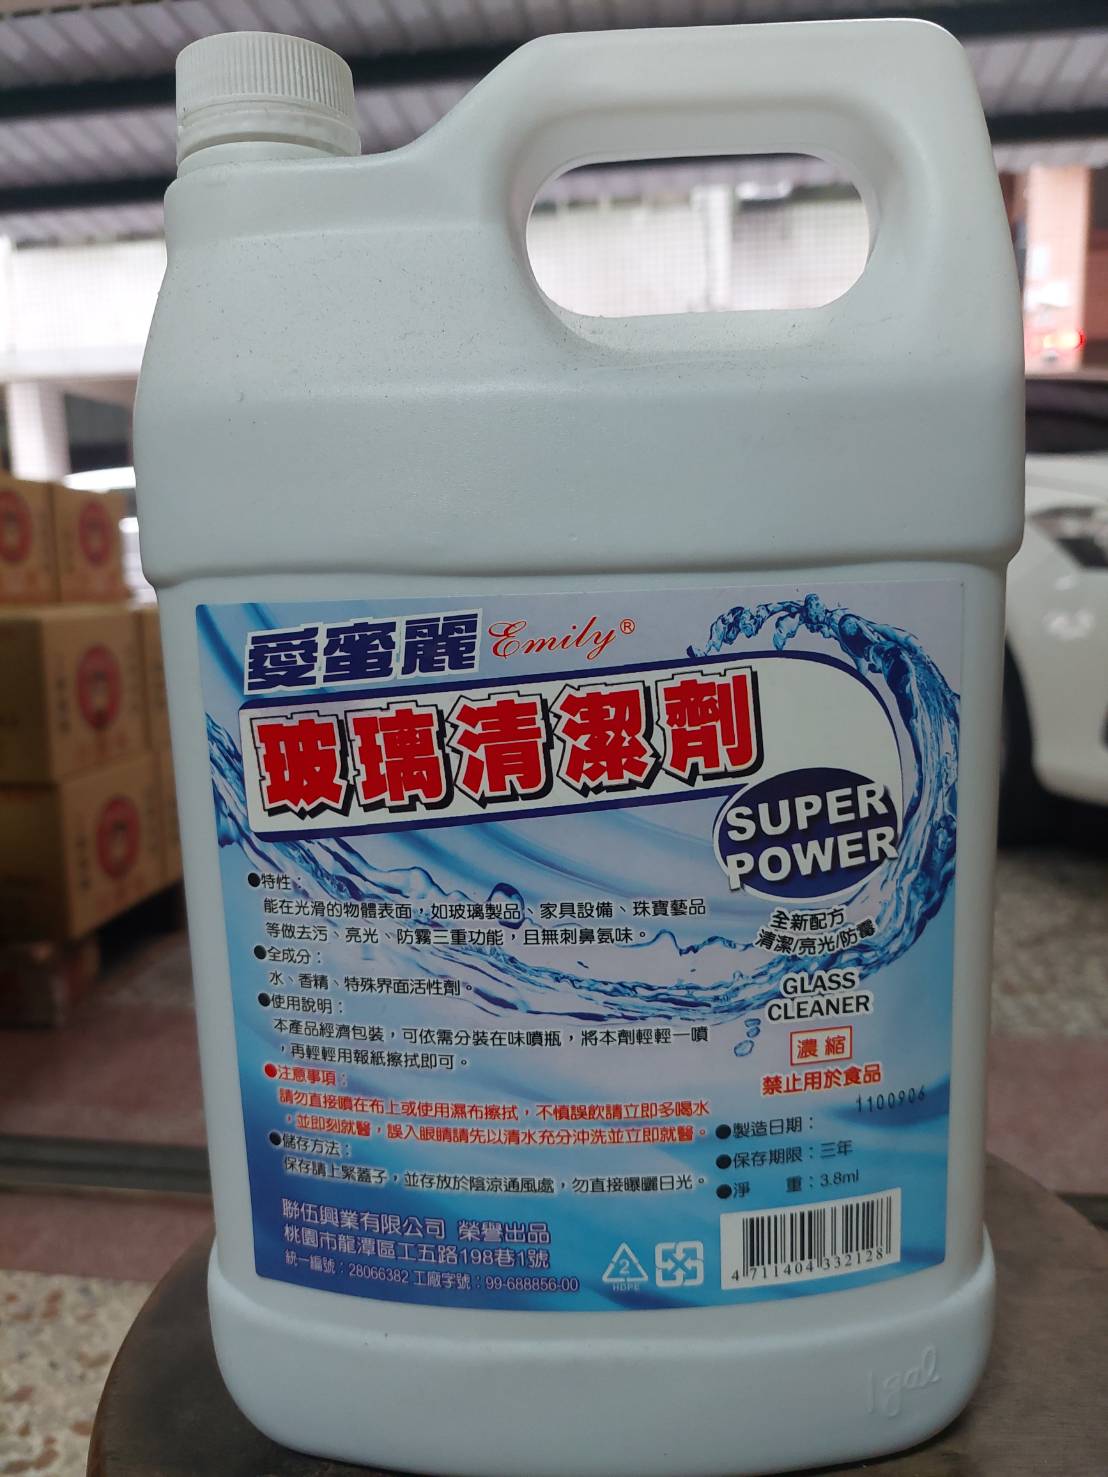 愛蜜麗 Emily®
玻璃清潔劑
SUPER
POWER
全新配方
清潔/亮光/防霧
GLASS
CLEANER
濃縮
禁止用於食品
●特性：
能在光滑的物體表面，如玻璃製品、家具設備、珠寶藝品
等做去污、亮光、防霧三重功能，且無刺鼻氨味。
●全成分：
水、香精、特殊界面活性劑。
●使用說明：
本產品經濟包裝，可依需分裝在味噴瓶，將本劑輕輕一噴
，再輕輕用報紙擦拭即可。
●注意事項：
請勿直接噴在布上或使用濕布擦拭，不慎誤飲請立即多喝水
，並即刻就醫，誤入眼睛請先以清水充分沖洗並立即就醫。
●儲存方法：
保存請上緊蓋子，並存放於陰涼通風處，勿直接曝曬日光。
1100906
●製造日期：
●保存期限：三年
●淨 重：3.8ml
聯伍興業有限公司 榮譽出品
桃園市龍潭區工五路198巷1號
統一編號：28066382 工廠字號：99-688856-00
2
HDPE
4 711404 332128
1 gal